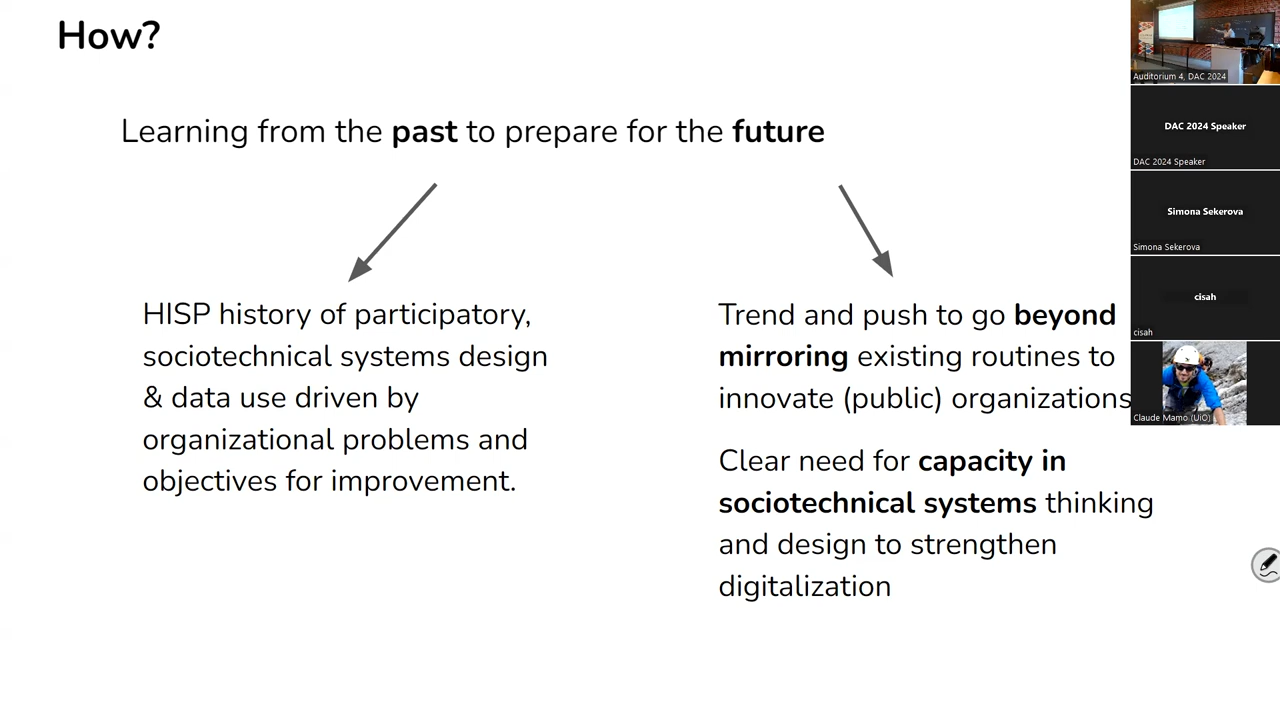 How?
Learning from the past to prepare for the future
HISP history of participatory,
sociotechnical systems design
& data use driven by
organizational problems and
objectives for improvement.
Trend and push to go beyond
mirroring existing routines to
innovate (public) organizations
Clear need for capacity in
sociotechnical systems thinking
and design to strengthen
digitalization
Auditorium 4, DAC 2024
DAC 2024 Speaker
DAC 2024 Speaker
Simona Sekerova
Simona Sekerova
cisah
cisah
Claude Mamo (UiO)